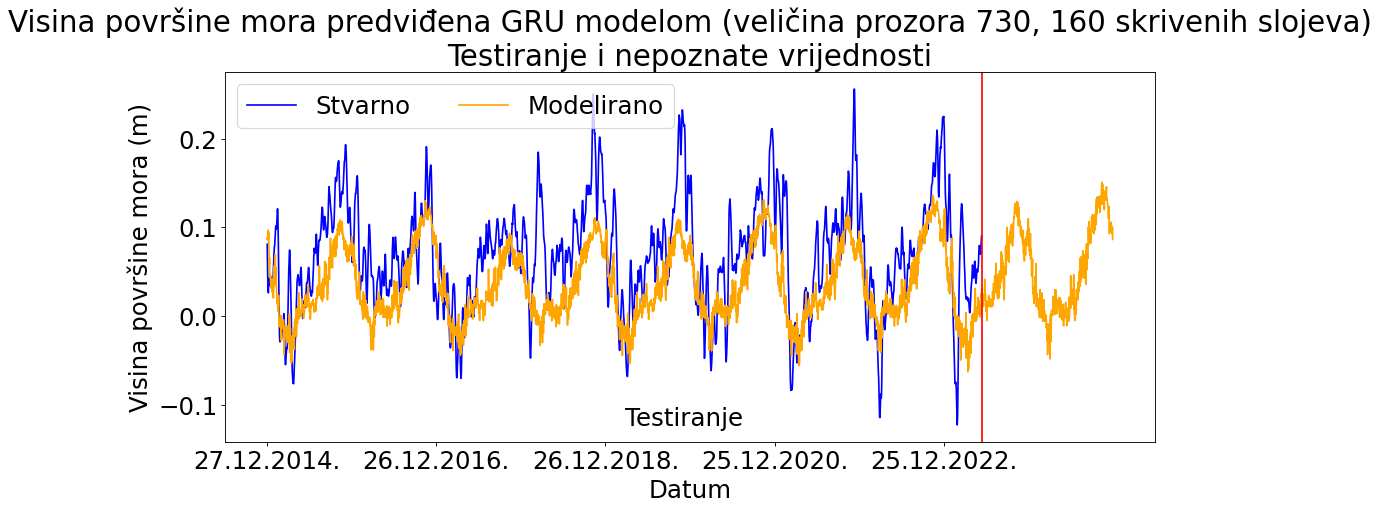 Visina površine mora predviđena GRU modelom (veličina prozora 730, 160 skrivenih slojeva)
Testiranje i nepoznate vrijednosti
Stvarno
Modelirano
Visina površine mora (m)
0.2
0.1
0.0
−0.1
Testiranje
27.12.2014.
26.12.2016.
26.12.2018.
25.12.2020.
25.12.2022.
Datum